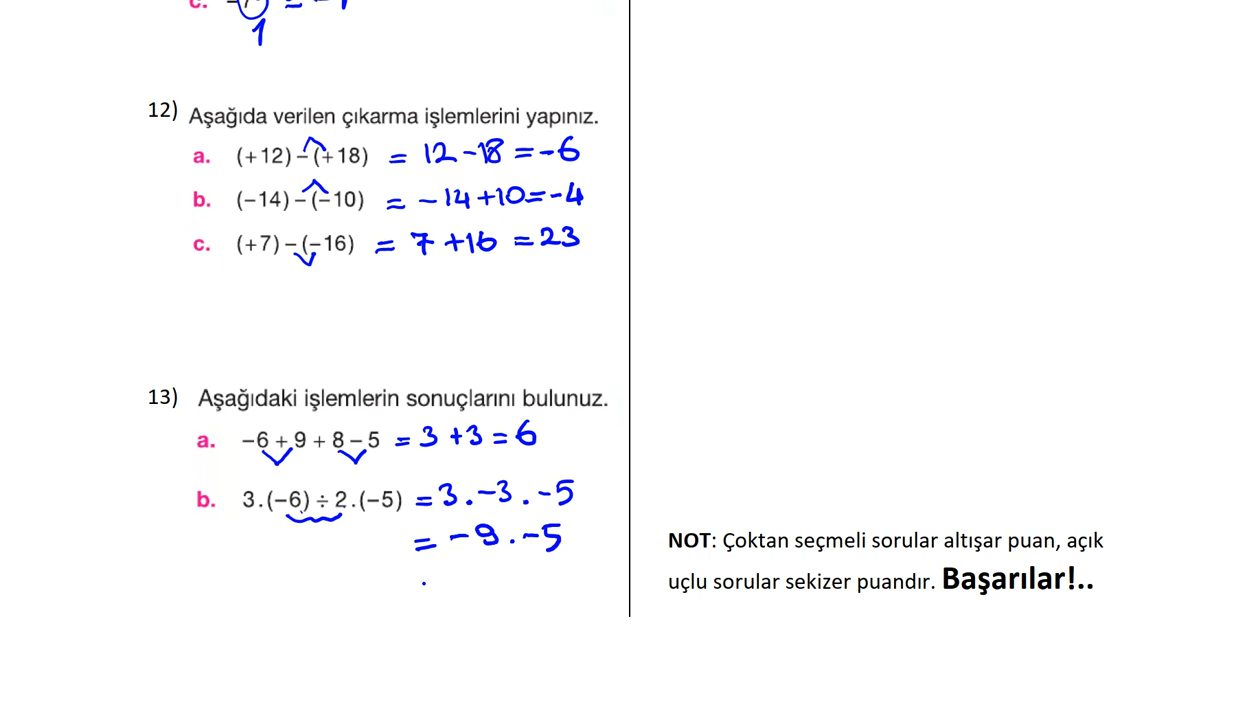 c.
1
12) Aşağıda verilen çıkarma işlemlerini yapınız.
a. (+12) – (+18) = 12 - 18 = -6
b. (–14) – (–10) = -14 + 10 = -4
c. (+7) – (–16) = 7 + 16 = 23
13) Aşağıdaki işlemlerin sonuçlarını bulunuz.
a. –6 + 9 + 8 – 5 = 3 + 3 = 6
b. 3 . (–6) ÷ 2 . (–5) = 3 . -3 . -5
= -9 . -5
NOT: Çoktan seçmeli sorular altışar puan, açık
uçlu sorular sekizer puandır. Başarılar!..